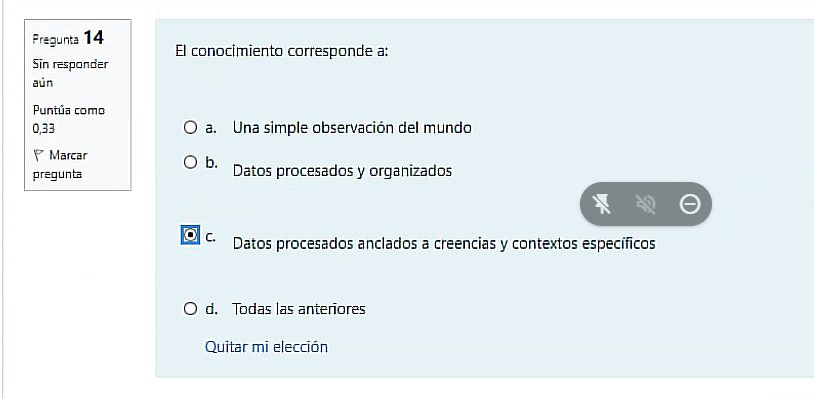 Pregunta 14
Sin responder
aún
Puntúa como
0,33
Marcar
pregunta
El conocimiento corresponde a:
a. Una simple observación del mundo
b. Datos procesados y organizados
c. Datos procesados anclados a creencias y contextos específicos
d. Todas las anteriores
Quitar mi elección